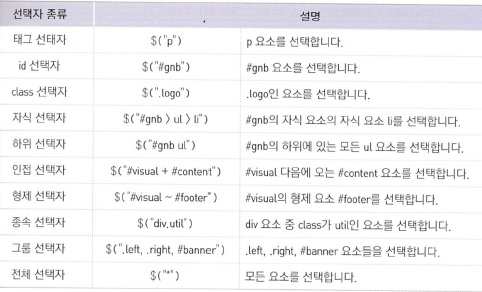 선택자 종류 설명
태그 선태자 $("p") p 요소를 선택합니다.
id 선택자 $("#gnb") #gnb 요소를 선택합니다.
class 선택자 $(".logo") .logo인 요소를 선택합니다.
자식 선택자 $("#gnb > ul > li") #gnb의 자식 요소의 자식 요소 li를 선택합니다.
하위 선택자 $("#gnb ul") #gnb의 하위에 있는 모든 ul 요소를 선택합니다.
인접 선택자 $("#visual + #content") #visual 다음에 오는 #content 요소를 선택합니다.
형제 선택자 $("#visual ~ #footer") #visual의 형제 요소 #footer를 선택합니다.
종속 선택자 $("div.util") div 요소 중 class가 util인 요소를 선택합니다.
그룹 선택자 $(".left, .right, #banner") .left, .right, #banner 요소들을 선택합니다.
전체 선택자 $("*") 모든 요소를 선택합니다.